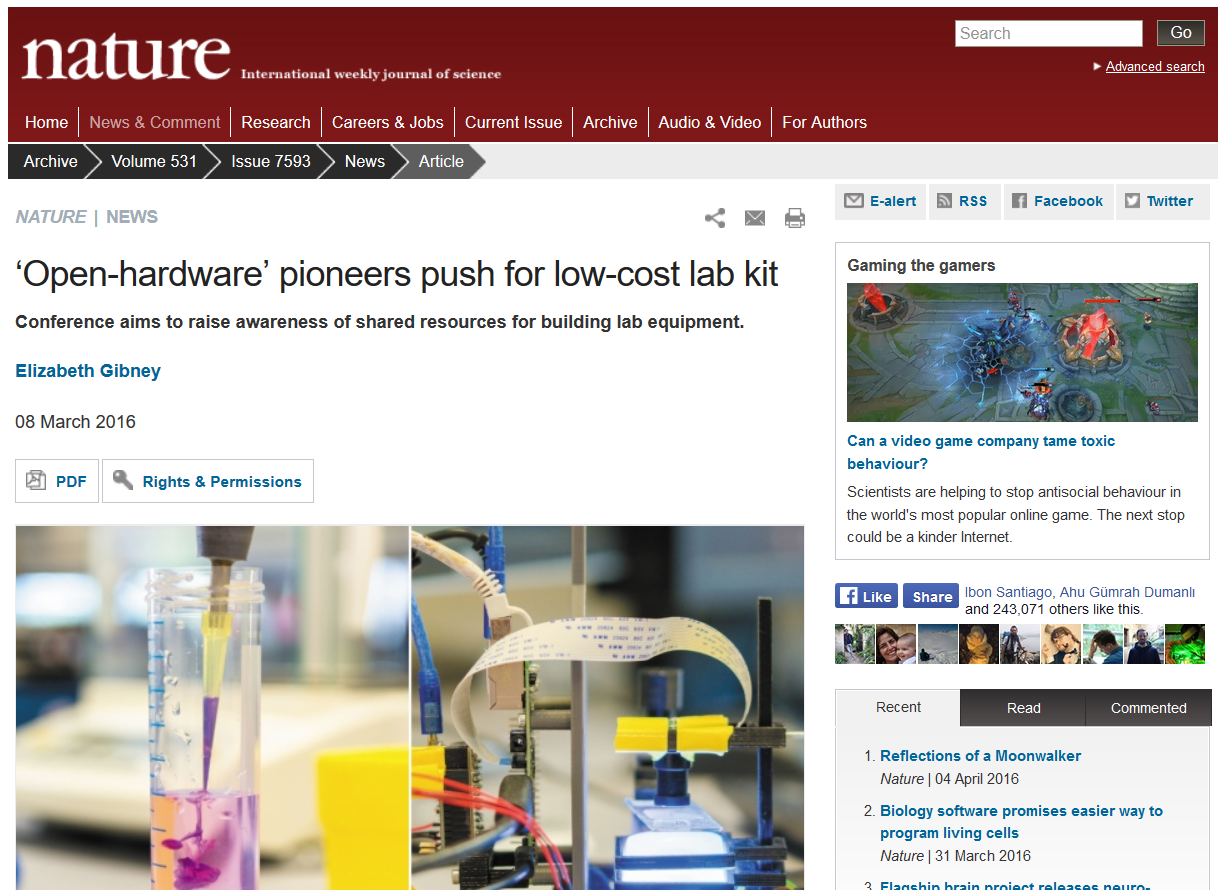 nature International weekly journal of science
Search
Go
Advanced search
Home
News & Comment
Research
Careers & Jobs
Current Issue
Archive
Audio & Video
For Authors
Archive
Volume 531
Issue 7593
News
Article
NATURE | NEWS
‘Open-hardware’ pioneers push for low-cost lab kit
Conference aims to raise awareness of shared resources for building lab equipment.
Elizabeth Gibney
08 March 2016
PDF
Rights & Permissions
E-alert
RSS
Facebook
Twitter
Gaming the gamers
Can a video game company tame toxic
behaviour?
Scientists are helping to stop antisocial behaviour in
the world's most popular online game. The next stop
could be a kinder Internet.
Like
Share
Ibon Santiago, Ahu Gümrah Dumanli
and 243,071 others like this.
Recent
Read
Commented
1. Reflections of a Moonwalker
Nature | 04 April 2016
2. Biology software promises easier way to
program living cells
Nature | 31 March 2016
3. Flagship brain project releases neuro-